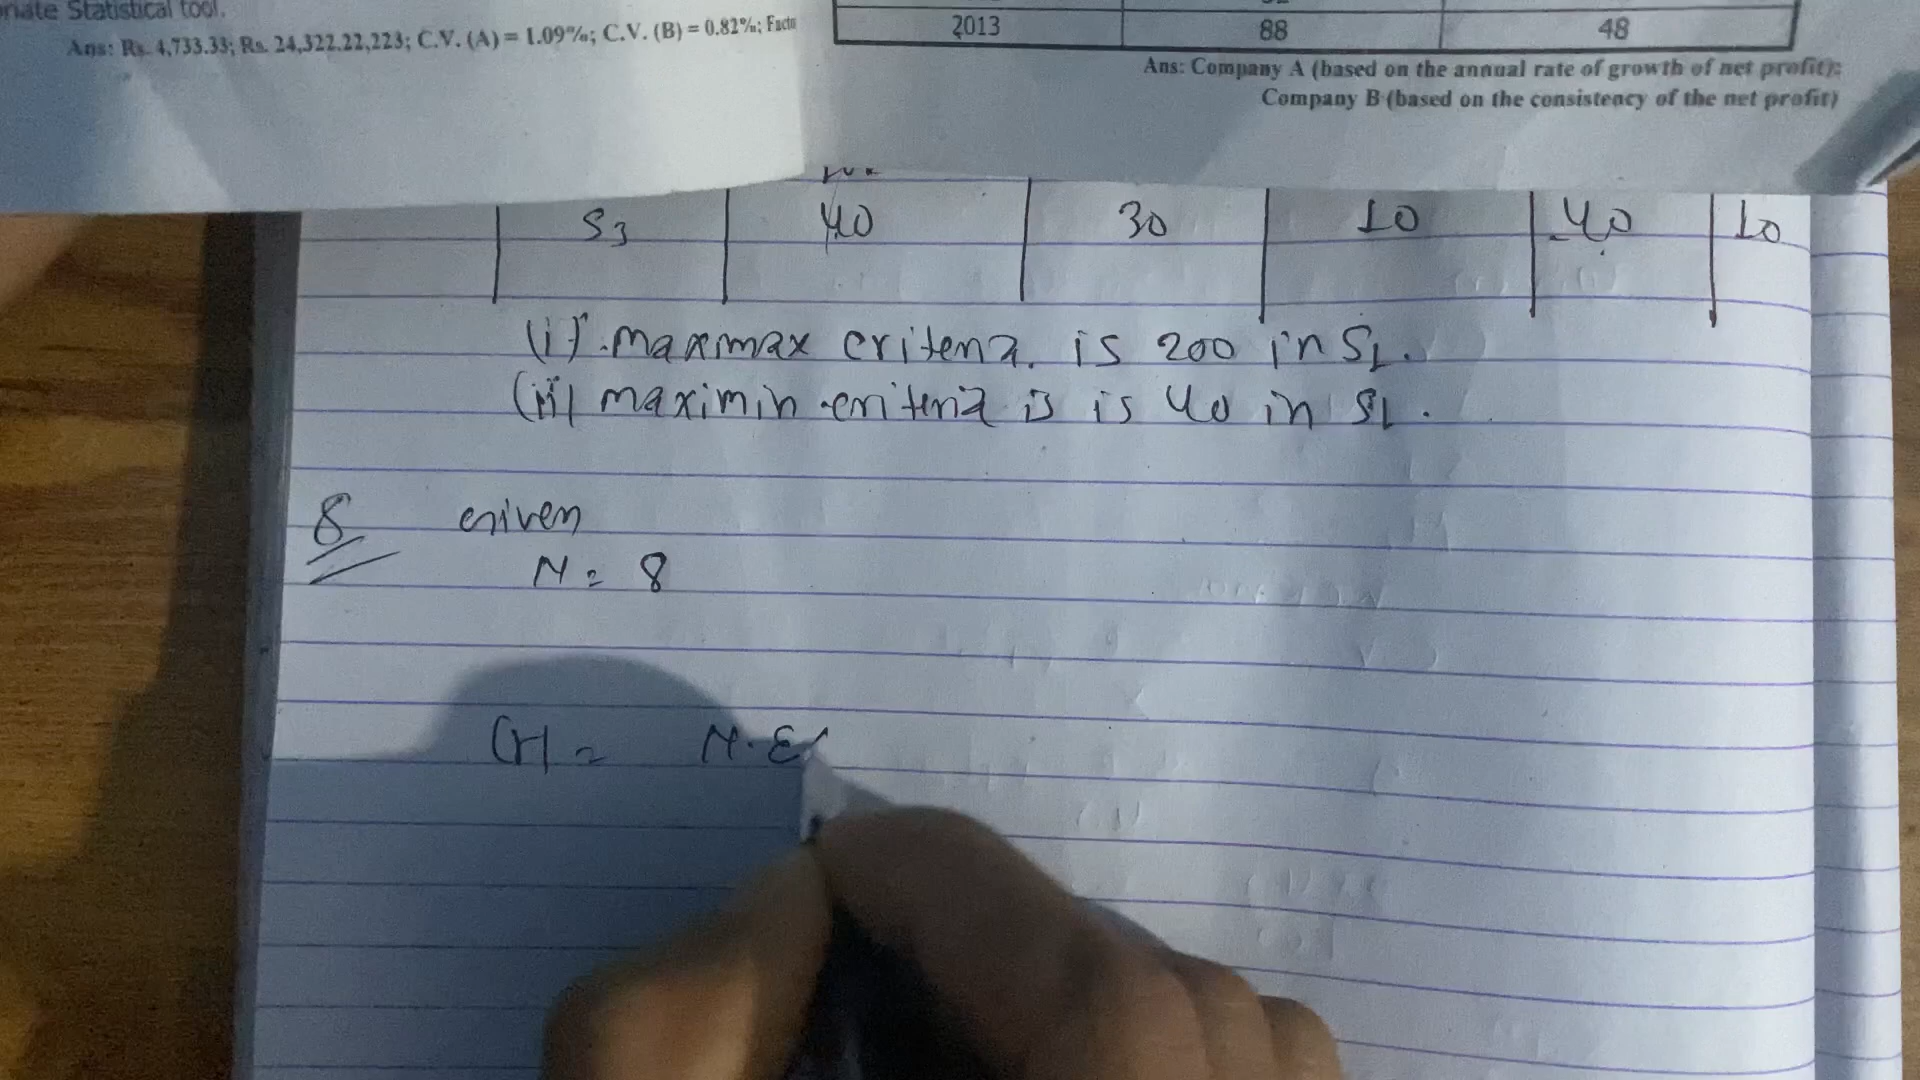 Statistical tool.
Ans: Rs. 4,733.33; Rs. 24,322.22,223; C.V. (A) = 1.09%; C.V. (B) = 0.82%;
2013 88 48
Ans: Company A (based on the annual rate of growth of net profit);
Company B (based on the consistency of the net profit)
S3 40 30 10 40 10
(i) maxmax criteria is 200 in S1.
(ii) maximin criteria is is 40 in S1.
8 Given
N = 8
= N.Σ